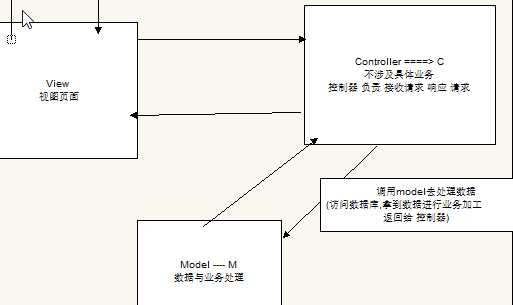 View
视图页面
Controller ====> C
不涉及具体业务
控制器 负责 接收请求 响应 请求
调用model去处理数据
(访问数据库,拿到数据进行业务加工
返回给 控制器)
Model ---- M
数据与业务处理